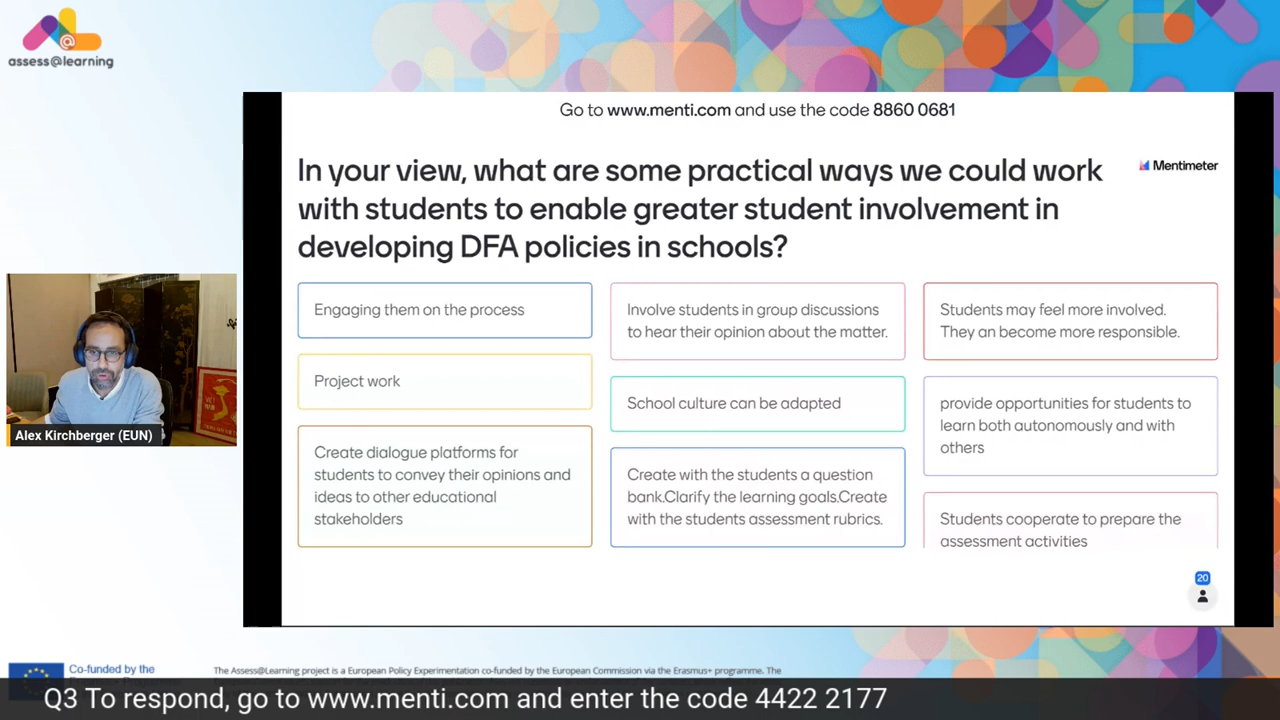 assess@learning
Go to www.menti.com and use the code 8860 0681
In your view, what are some practical ways we could work
with students to enable greater student involvement in
developing DFA policies in schools?
Mentimeter
Engaging them on the process
Project work
Create dialogue platforms for
students to convey their opinions and
ideas to other educational
stakeholders
Involve students in group discussions
to hear their opinion about the matter.
School culture can be adapted
Create with the students a question
bank.Clarify the learning goals.Create
with the students assessment rubrics.
Students may feel more involved.
They an become more responsible.
provide opportunities for students to
learn both autonomously and with
others
Students cooperate to prepare the
assessment activities
20
Alex Kirchberger (EUN)
Co-funded by the
The Assess@Learning project is a European Policy Experimentation co-funded by the European Commission via the Erasmus+ programme. The
Q3 To respond, go to www.menti.com and enter the code 4422 2177